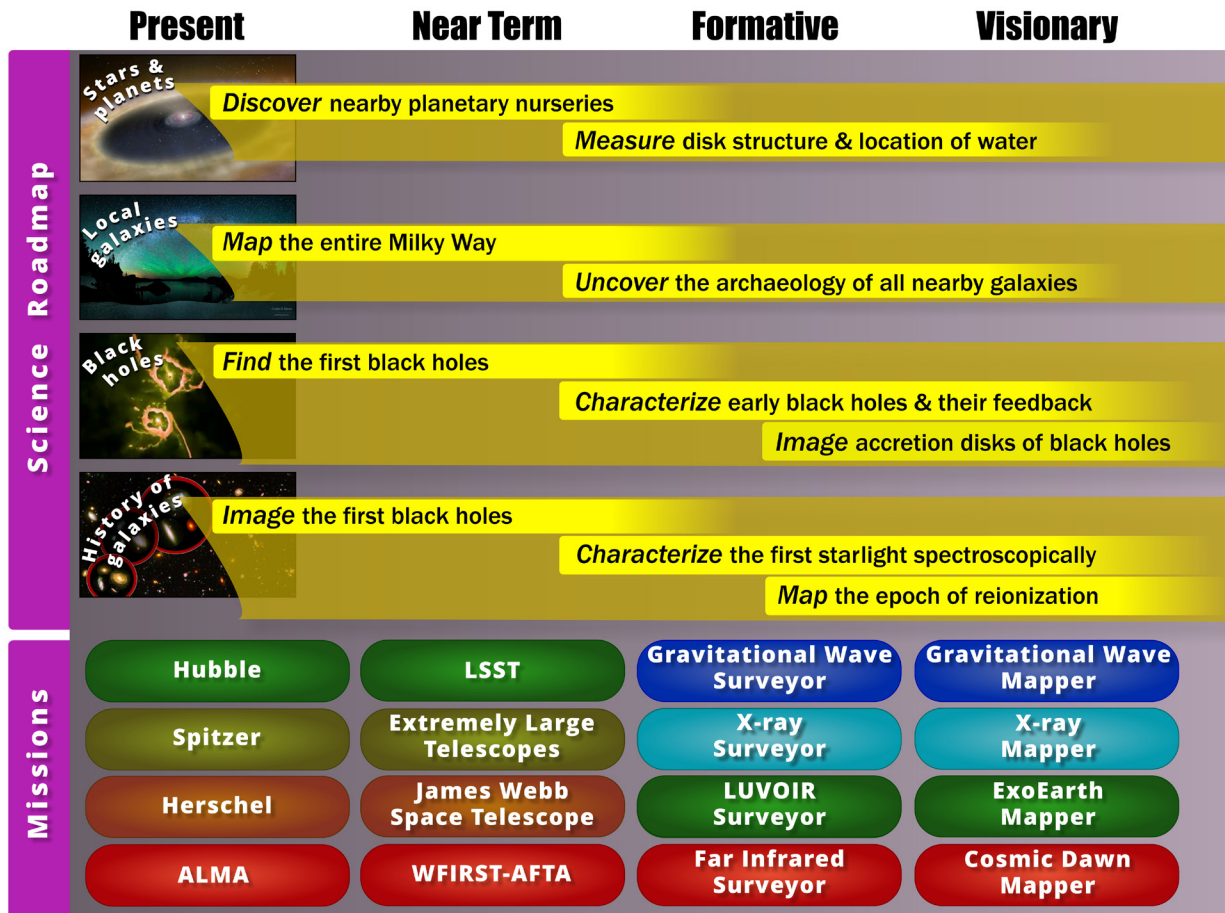 Present
Near Term
Formative
Visionary
Science Roadmap
Stars &
planets
Discover nearby planetary nurseries
Measure disk structure & location of water
Local
galaxies
Map the entire Milky Way
Uncover the archaeology of all nearby galaxies
Black
holes
Find the first black holes
Characterize early black holes & their feedback
Image accretion disks of black holes
History of
galaxies
Image the first black holes
Characterize the first starlight spectroscopically
Map the epoch of reionization
Missions
Hubble
LSST
Gravitational Wave
Surveyor
Gravitational Wave
Mapper
Spitzer
Extremely Large
Telescopes
X-ray
Surveyor
X-ray
Mapper
Herschel
James Webb
Space Telescope
LUVOIR
Surveyor
ExoEarth
Mapper
ALMA
WFIRST-AFTA
Far Infrared
Surveyor
Cosmic Dawn
Mapper